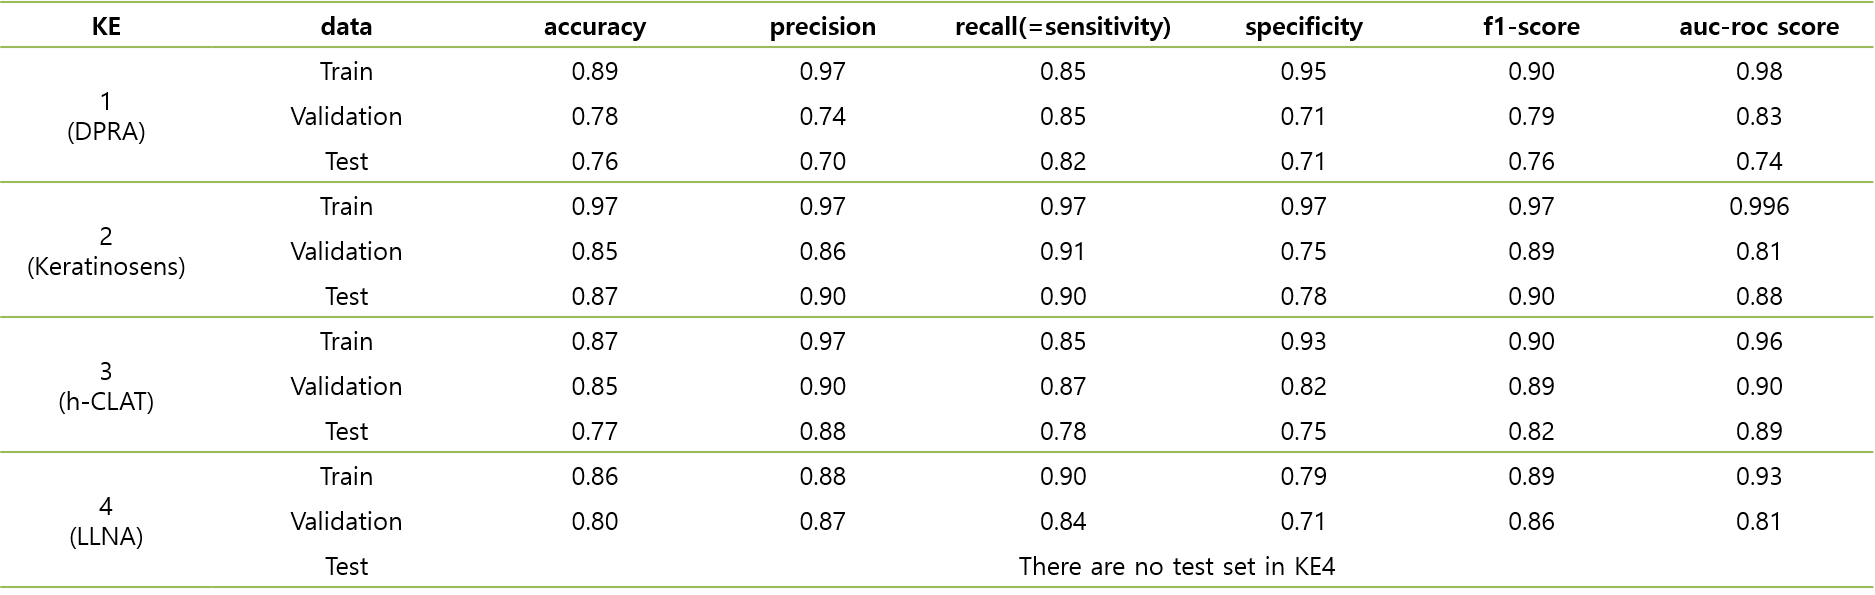 KE data accuracy precision recall(=sensitivity) specificity f1-score auc-roc score
1
(DPRA)
Train 0.89 0.97 0.85 0.95 0.90 0.98
Validation 0.78 0.74 0.85 0.71 0.79 0.83
Test 0.76 0.70 0.82 0.71 0.76 0.74
2
(Keratinosens)
Train 0.97 0.97 0.97 0.97 0.97 0.996
Validation 0.85 0.86 0.91 0.75 0.89 0.81
Test 0.87 0.90 0.90 0.78 0.90 0.88
3
(h-CLAT)
Train 0.87 0.97 0.85 0.93 0.90 0.96
Validation 0.85 0.90 0.87 0.82 0.89 0.90
Test 0.77 0.88 0.78 0.75 0.82 0.89
4
(LLNA)
Train 0.86 0.88 0.90 0.79 0.89 0.93
Validation 0.80 0.87 0.84 0.71 0.86 0.81
Test There are no test set in KE4